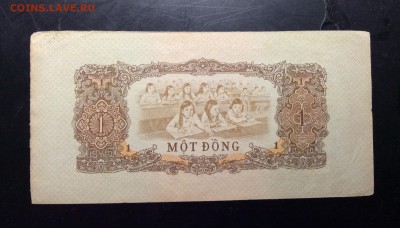 COINS.LAVE.RU
1 1
1 MỘT ĐỒNG 1